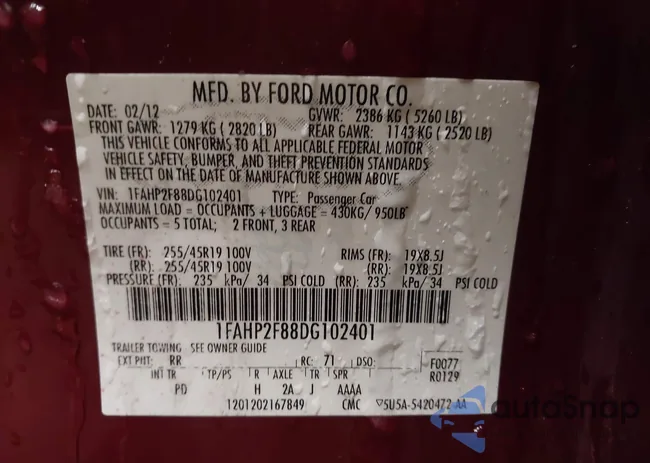 MFD. BY FORD MOTOR CO.
DATE: 02/12 GVWR: 2386 KG ( 5260 LB)
FRONT GAWR: 1279 KG ( 2820 LB) REAR GAWR: 1143 KG ( 2520 LB)
THIS VEHICLE CONFORMS TO ALL APPLICABLE FEDERAL MOTOR
VEHICLE SAFETY, BUMPER, AND THEFT PREVENTION STANDARDS
IN EFFECT ON THE DATE OF MANUFACTURE SHOWN ABOVE.
VIN: 1FAHP2F88DG102401 TYPE: Passenger Car
MAXIMUM LOAD = OCCUPANTS + LUGGAGE = 430KG/ 950LB
OCCUPANTS = 5 TOTAL; 2 FRONT, 3 REAR
TIRE (FR): 255/45R19 100V RIMS (FR): 19X8.5J
(RR): 255/45R19 100V (RR): 19X8.5J
PRESSURE (FR): 235 kPa/ 34 PSI COLD (RR): 235 kPa/ 34 PSI COLD
1FAHP2F88DG102401
TRAILER TOWING SEE OWNER GUIDE
EXT PNT: RR RC: 71 DSO: F0077
R0129
INT TR TP/PS R AXLE TR SPR
PD H 2A J AAAA
1201202167849 CMC 5U5A-5420472-AA
autoSnap